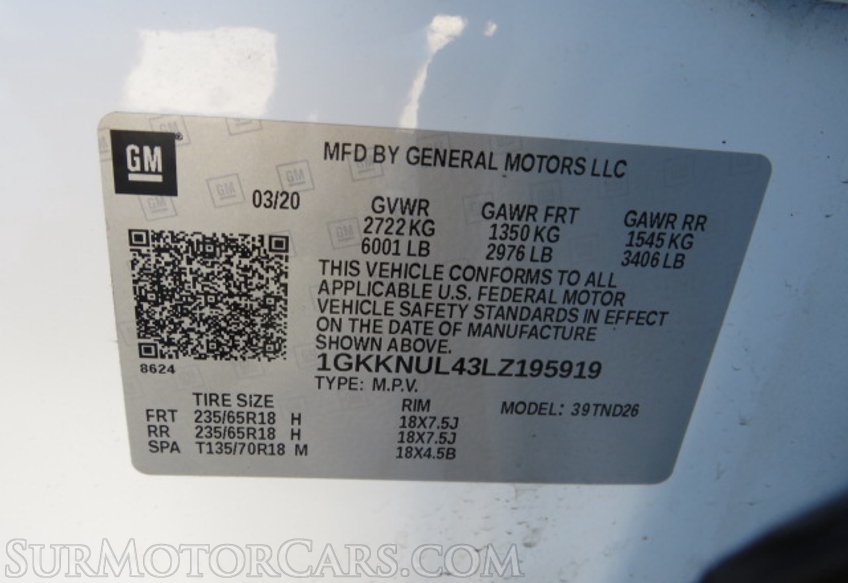 GM®
MFD BY GENERAL MOTORS LLC
03/20
GVWR GAWR FRT GAWR RR
2722 KG 1350 KG 1545 KG
6001 LB 2976 LB 3406 LB
THIS VEHICLE CONFORMS TO ALL
APPLICABLE U.S. FEDERAL MOTOR
VEHICLE SAFETY STANDARDS IN EFFECT
ON THE DATE OF MANUFACTURE
SHOWN ABOVE.
8624
1GKKNUL43LZ195919
TYPE: M.P.V.
TIRE SIZE RIM MODEL: 39TND26
FRT 235/65R18 H 18X7.5J
RR 235/65R18 H 18X7.5J
SPA T135/70R18 M 18X4.5B
SURMOTORCARS.COM